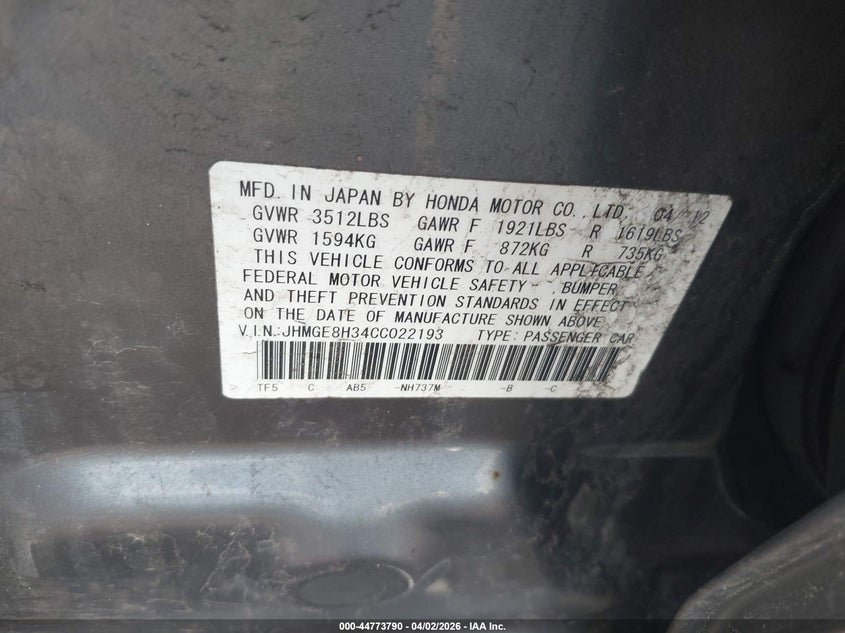 MFD. IN JAPAN BY HONDA MOTOR CO.,LTD. 04 12
GVWR 3512LBS GAWR F 1921LBS R 1619LBS
GVWR 1594KG GAWR F 872KG R 735KG
THIS VEHICLE CONFORMS TO ALL APPLICABLE
FEDERAL MOTOR VEHICLE SAFETY BUMPER
AND THEFT PREVENTION STANDARDS IN EFFECT
ON THE DATE OF MANUFACTURE SHOWN ABOVE
V.I.N.:JHMGE8H34CC022193 TYPE:PASSENGER CAR
TF5 C AB5 -NH737M -B -C
000-44773790 - 04/02/2026 - IAA Inc.